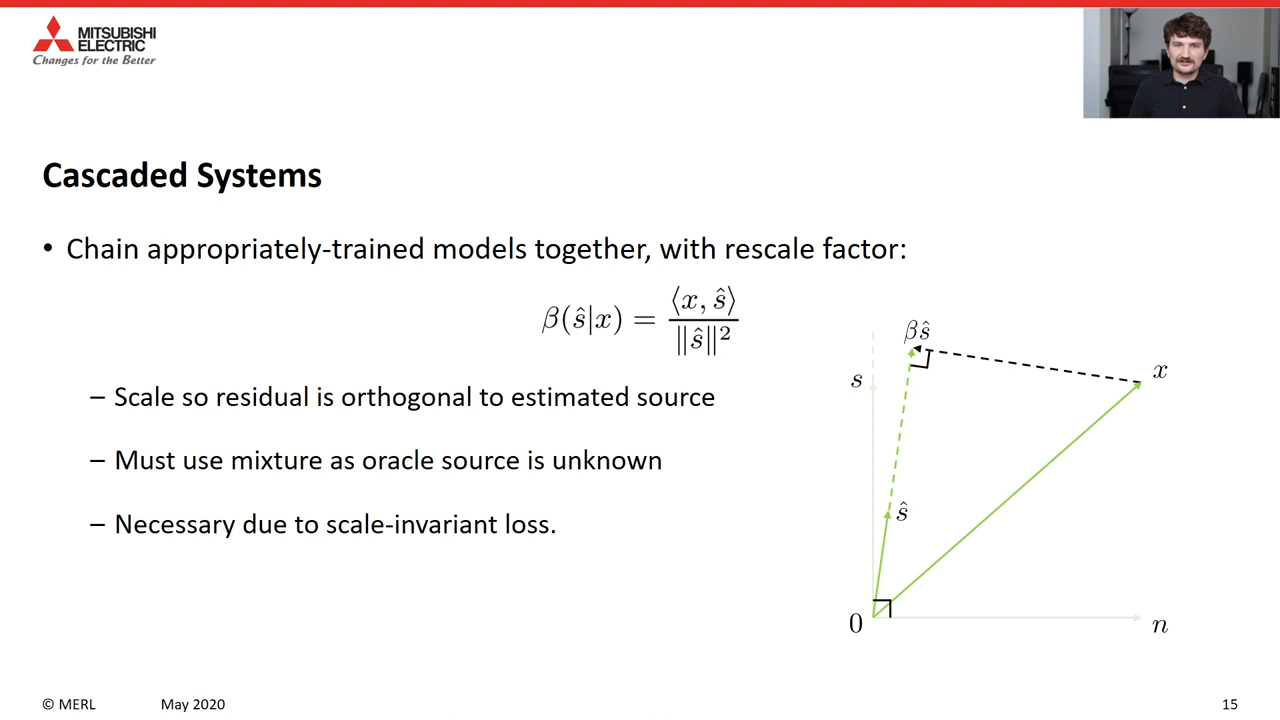 MITSUBISHI
ELECTRIC
Changes for the Better
Cascaded Systems
• Chain appropriately-trained models together, with rescale factor:
β(ŝ|x) = ⟨x, ŝ⟩ / ‖ŝ‖²
– Scale so residual is orthogonal to estimated source
– Must use mixture as oracle source is unknown
– Necessary due to scale-invariant loss.
βŝ
x
s
ŝ
0
n
© MERL May 2020 15